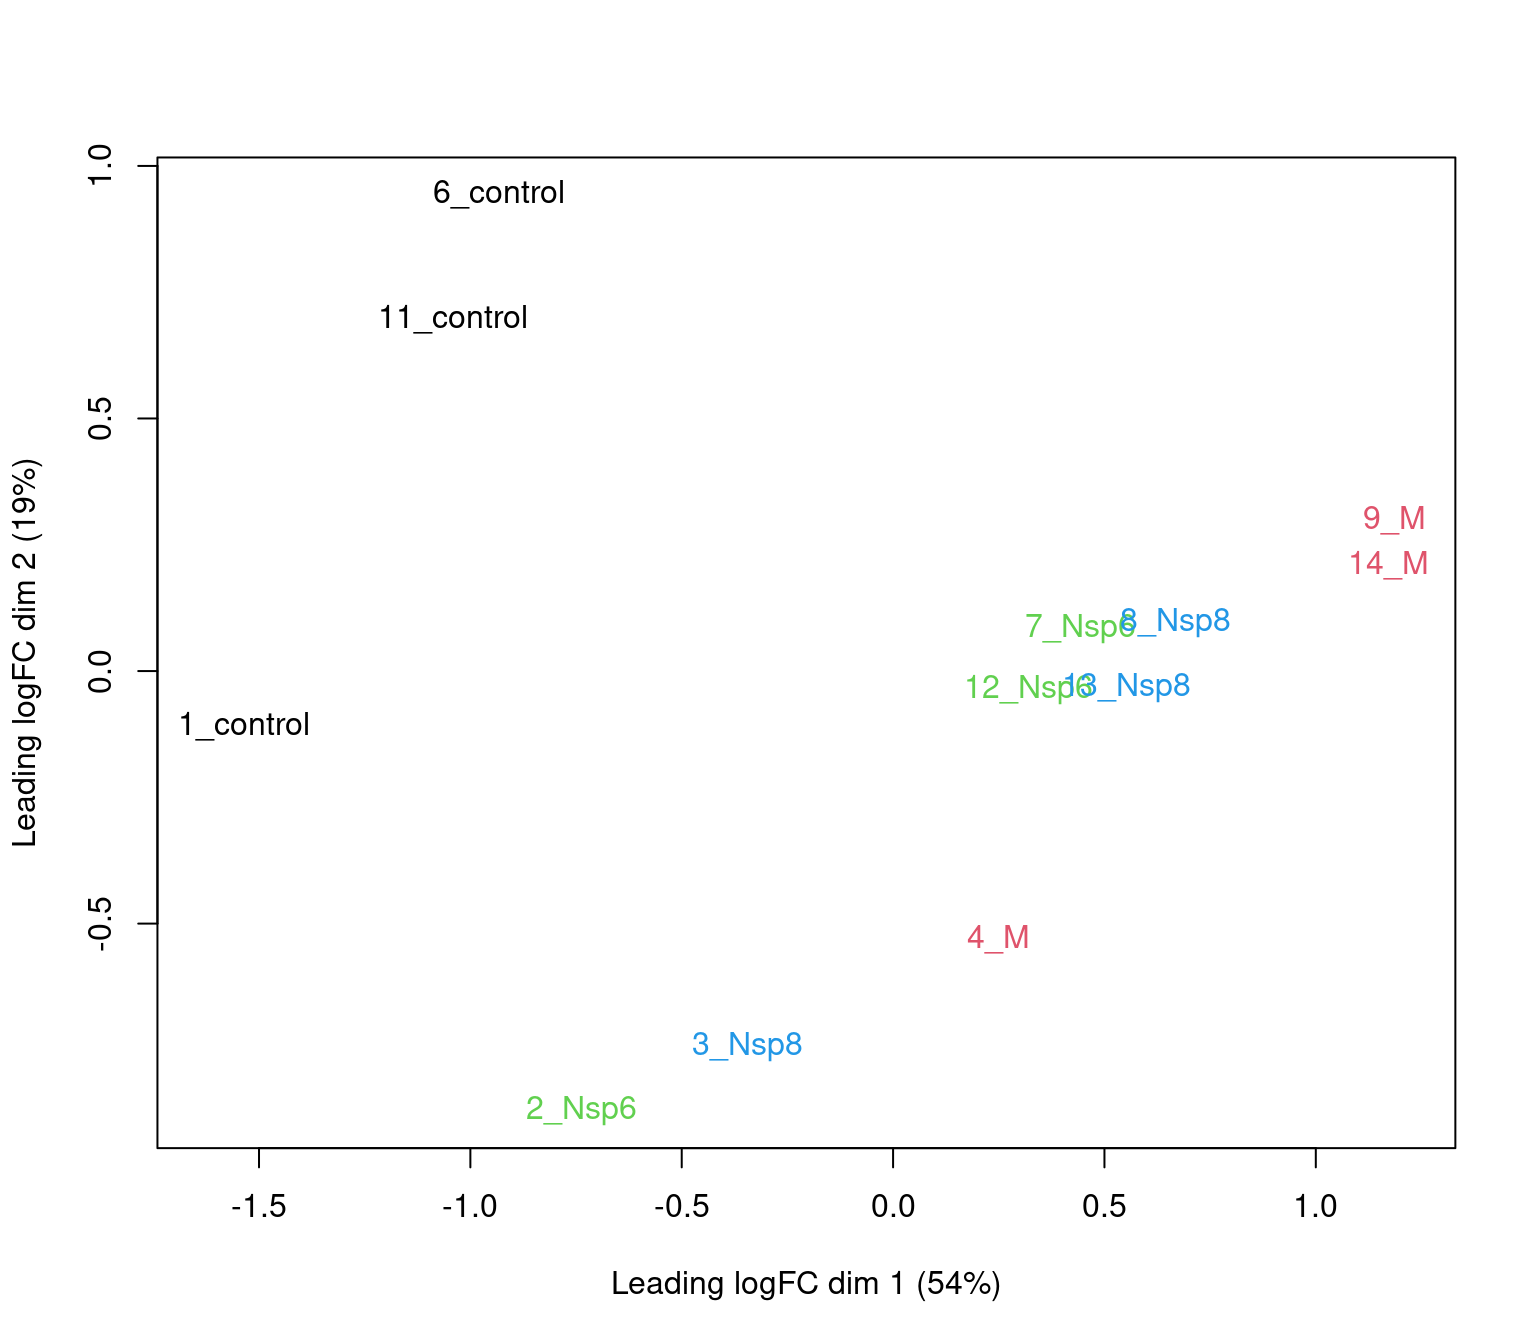 1.0
6_control
11_control
0.5
9_M
14_M
8_Nsp8
7_Nsp6
0.0
12_Nsp6
13_Nsp8
1_control
-0.5
4_M
3_Nsp8
2_Nsp6
Leading logFC dim 2 (19%)
-1.5 -1.0 -0.5 0.0 0.5 1.0
Leading logFC dim 1 (54%)